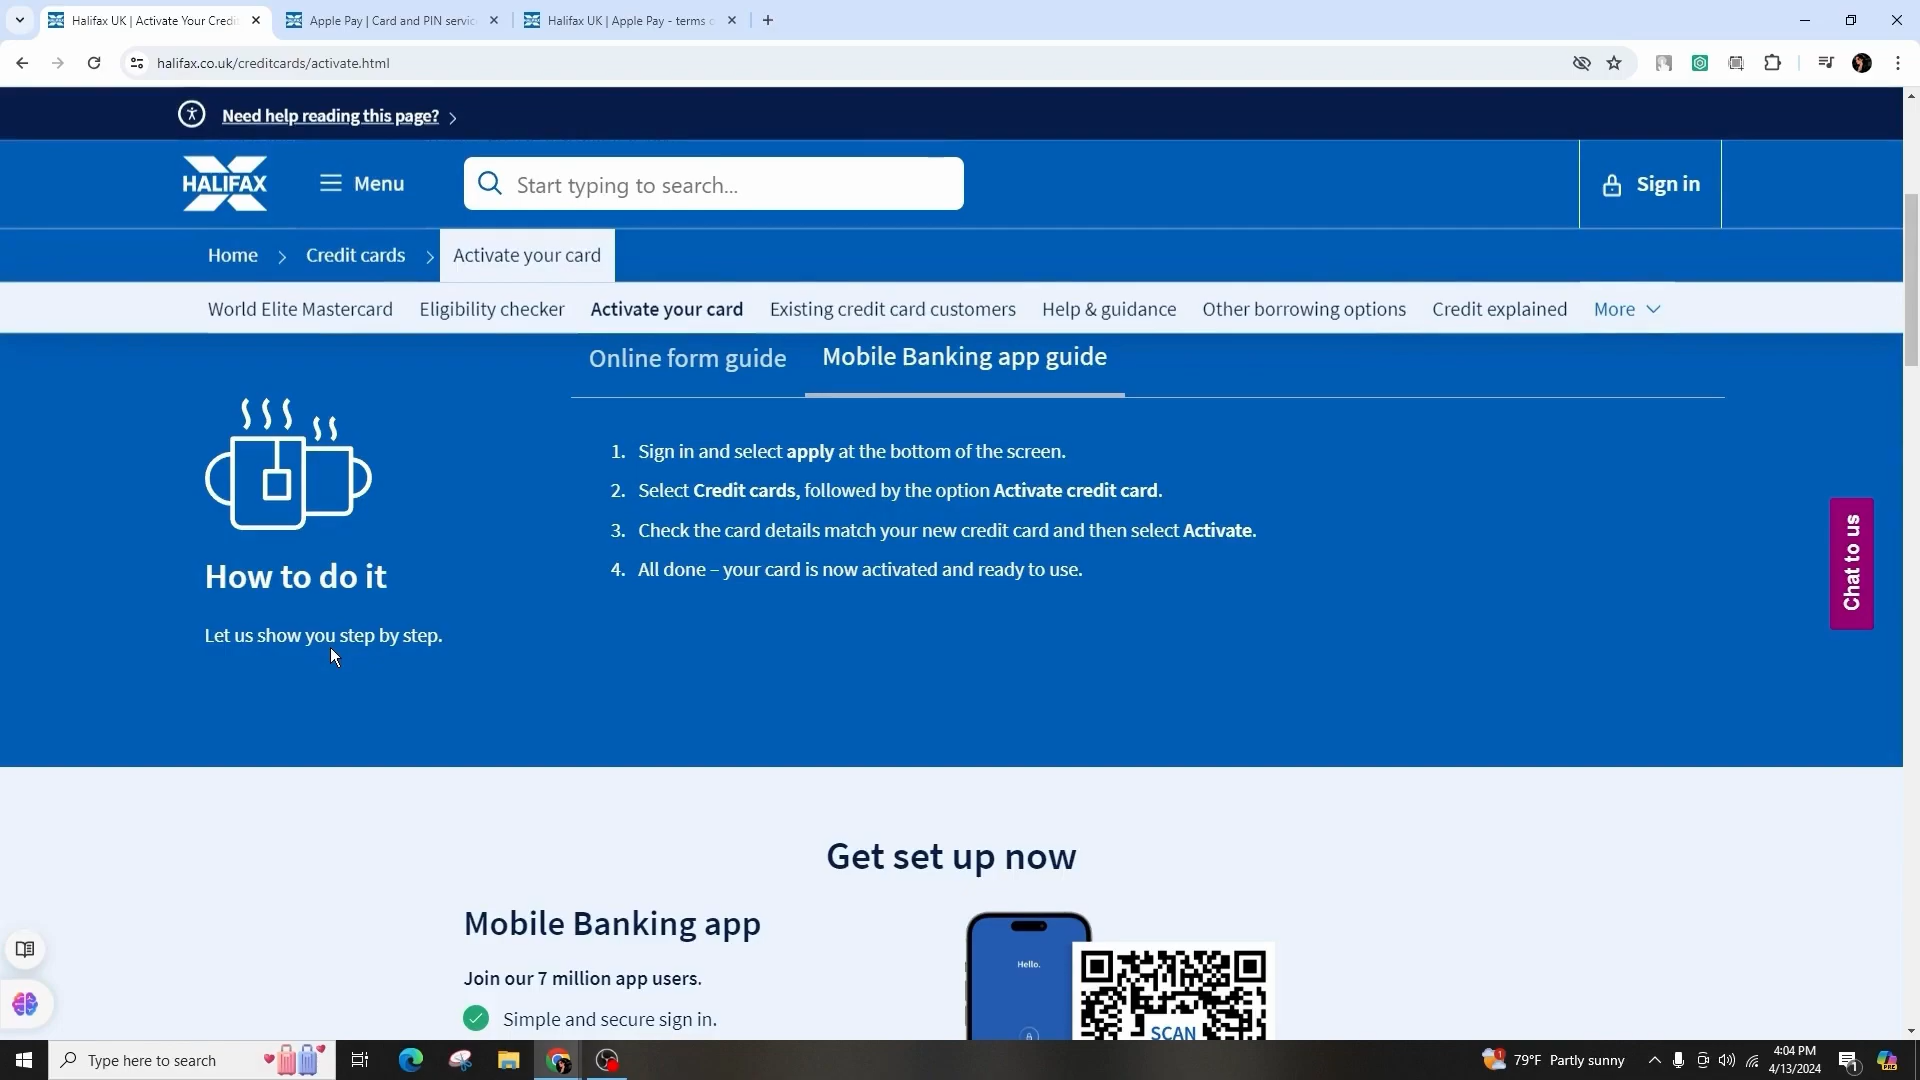 Halifax UK | Activate Your Credi
Apple Pay | Card and PIN servic
Halifax UK | Apple Pay - terms o
halifax.co.uk/creditcards/activate.html
Need help reading this page?
HALIFAX
Menu
Start typing to search...
Sign in
Home
Credit cards
Activate your card
World Elite Mastercard
Eligibility checker
Activate your card
Existing credit card customers
Help & guidance
Other borrowing options
Credit explained
More
Online form guide
Mobile Banking app guide
1. Sign in and select apply at the bottom of the screen.
2. Select Credit cards, followed by the option Activate credit card.
3. Check the card details match your new credit card and then select Activate.
4. All done – your card is now activated and ready to use.
How to do it
Let us show you step by step.
Chat to us
Get set up now
Mobile Banking app
Join our 7 million app users.
Simple and secure sign in.
Hello.
SCAN
Type here to search
79°F Partly sunny
4:04 PM
4/13/2024